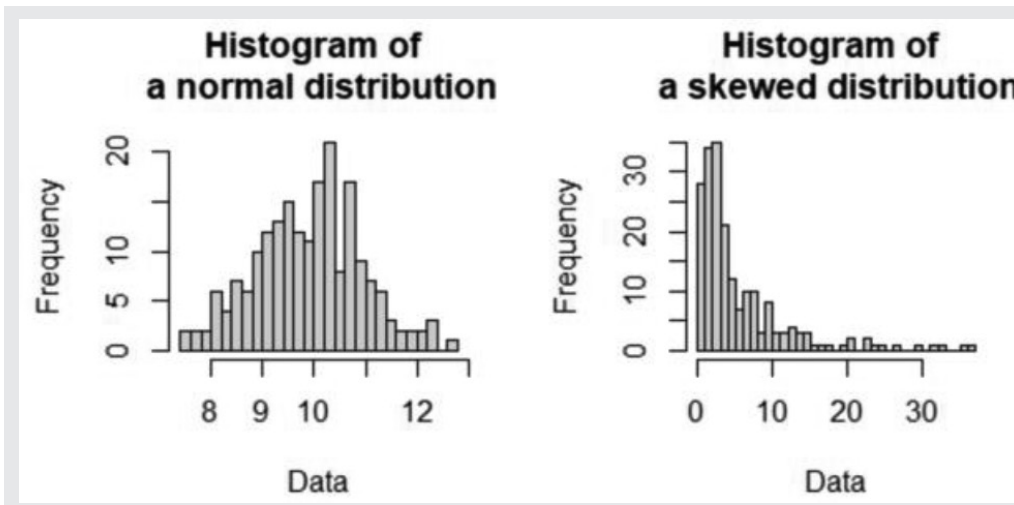 Histogram of
a normal distribution
Frequency
20
10
5
0
8 9 10 12
Data
Histogram of
a skewed distribution
Frequency
30
20
10
0
0 10 20 30
Data